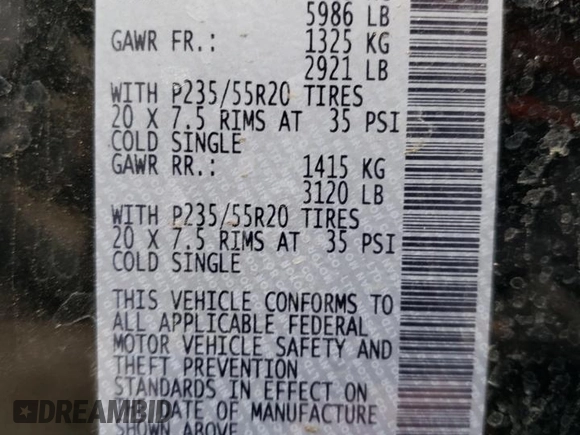 5986 LB
GAWR FR.: 1325 KG
2921 LB
WITH P235/55R20 TIRES
20 X 7.5 RIMS AT 35 PSI
COLD SINGLE
GAWR RR.: 1415 KG
3120 LB
WITH P235/55R20 TIRES
20 X 7.5 RIMS AT 35 PSI
COLD SINGLE
THIS VEHICLE CONFORMS TO
ALL APPLICABLE FEDERAL
MOTOR VEHICLE SAFETY AND
THEFT PREVENTION
STANDARDS IN EFFECT ON
DATE OF MANUFACTURE
SHOWN ABOVE
DREAMBID